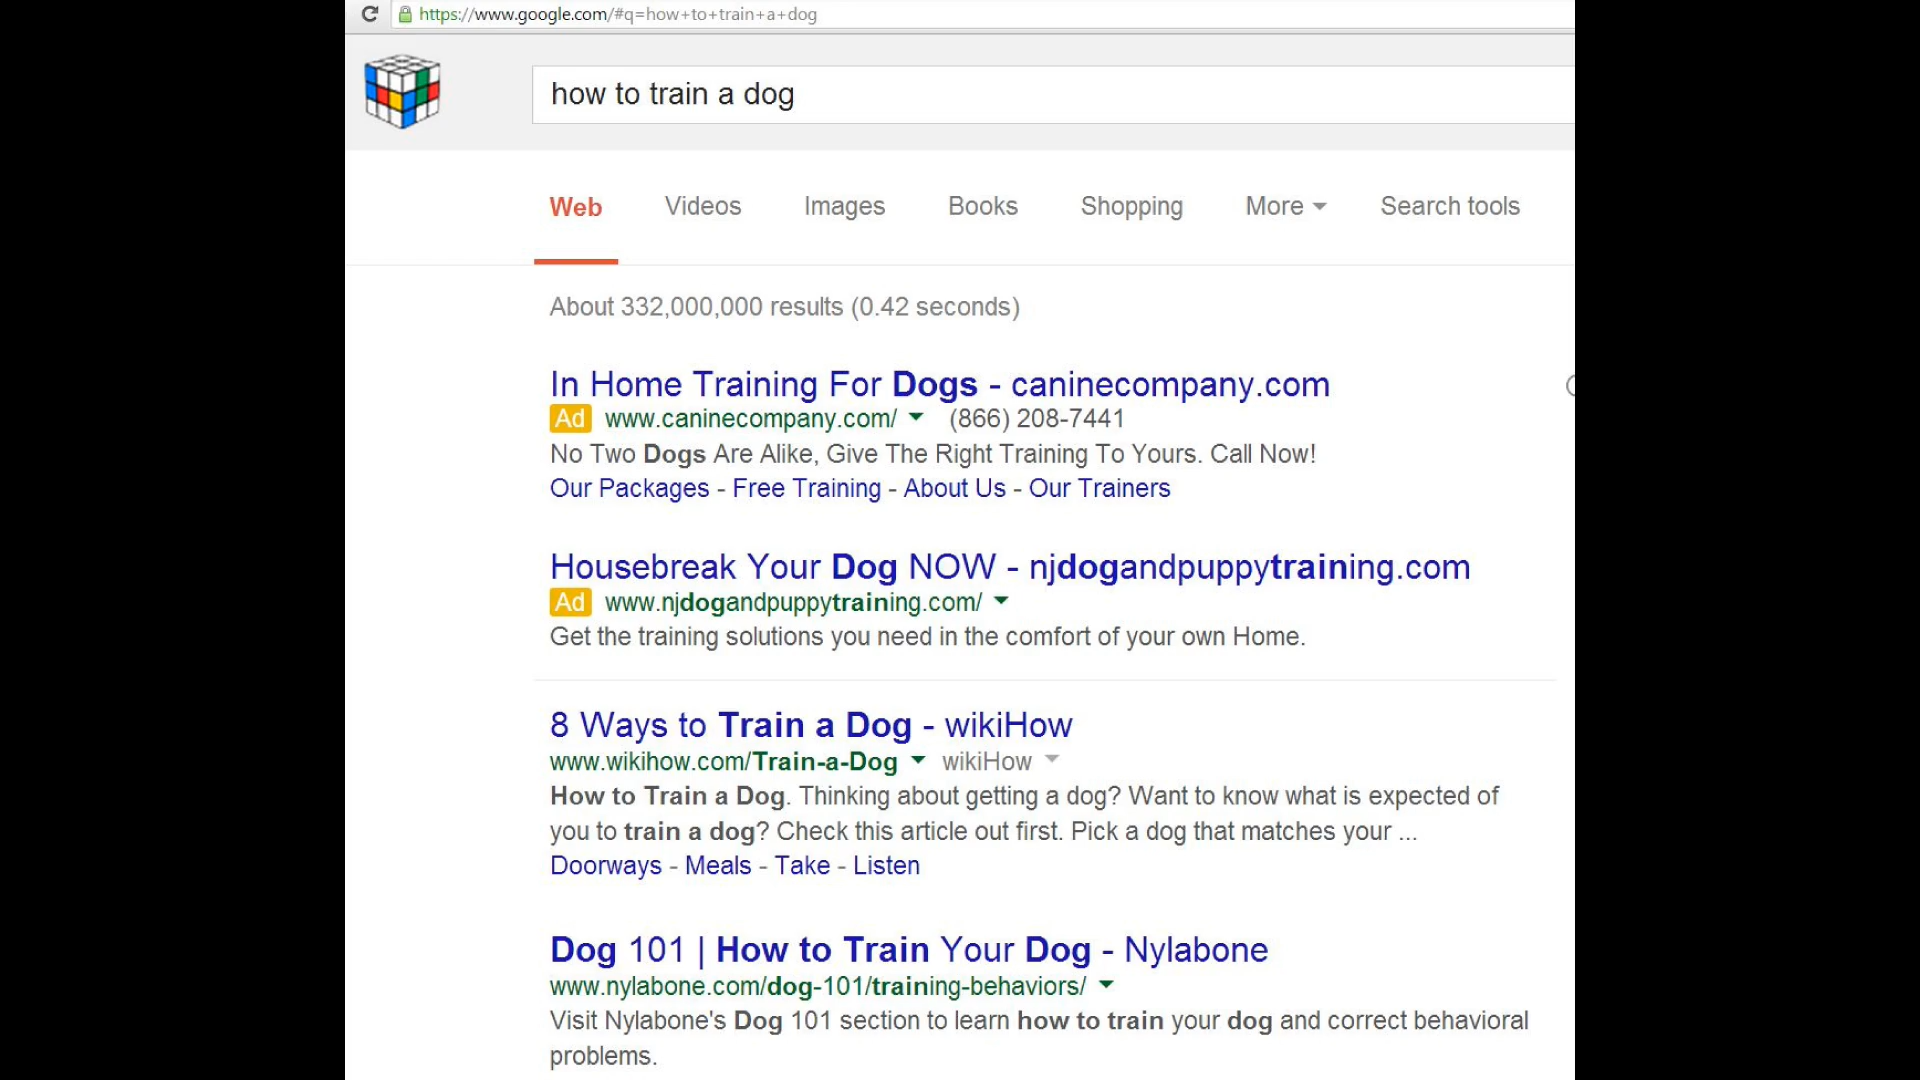 https://www.google.com/#q=how+to+train+a+dog
how to train a dog
Web Videos Images Books Shopping More Search tools
About 332,000,000 results (0.42 seconds)
In Home Training For Dogs - caninecompany.com
Ad www.caninecompany.com/ (866) 208-7441
No Two Dogs Are Alike, Give The Right Training To Yours. Call Now!
Our Packages - Free Training - About Us - Our Trainers
Housebreak Your Dog NOW - njdogandpuppytraining.com
Ad www.njdogandpuppytraining.com/
Get the training solutions you need in the comfort of your own Home.
8 Ways to Train a Dog - wikiHow
www.wikihow.com/Train-a-Dog wikiHow
How to Train a Dog. Thinking about getting a dog? Want to know what is expected of
you to train a dog? Check this article out first. Pick a dog that matches your ...
Doorways - Meals - Take - Listen
Dog 101 | How to Train Your Dog - Nylabone
www.nylabone.com/dog-101/training-behaviors/
Visit Nylabone's Dog 101 section to learn how to train your dog and correct behavioral
problems.